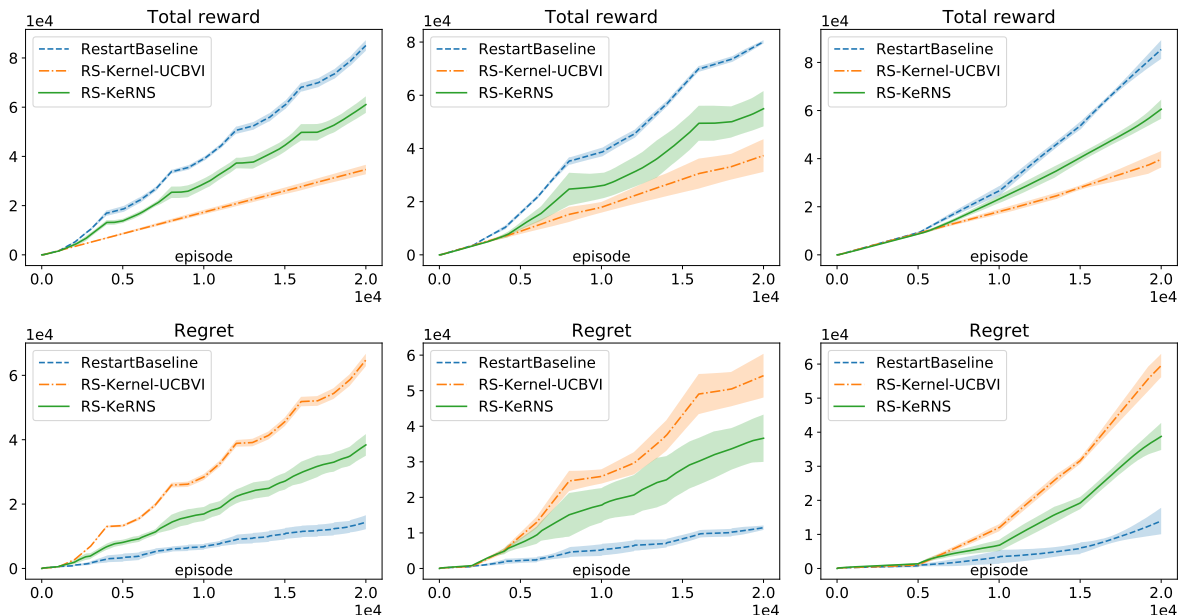 Total reward
1e4
RestartBaseline
RS-Kernel-UCBVI
RS-KeRNS
8
6
4
2
0
episode
0.0 0.5 1.0 1.5 2.0
1e4
Total reward
1e4
RestartBaseline
RS-Kernel-UCBVI
RS-KeRNS
8
6
4
2
0
episode
0.0 0.5 1.0 1.5 2.0
1e4
Total reward
1e4
RestartBaseline
RS-Kernel-UCBVI
RS-KeRNS
8
6
4
2
0
episode
0.0 0.5 1.0 1.5 2.0
1e4
Regret
1e4
RestartBaseline
RS-Kernel-UCBVI
RS-KeRNS
6
4
2
0
episode
0.0 0.5 1.0 1.5 2.0
1e4
Regret
1e4
RestartBaseline
RS-Kernel-UCBVI
RS-KeRNS
6
5
4
3
2
1
0
episode
0.0 0.5 1.0 1.5 2.0
1e4
Regret
1e4
RestartBaseline
RS-Kernel-UCBVI
RS-KeRNS
6
5
4
3
2
1
0
episode
0.0 0.5 1.0 1.5 2.0
1e4